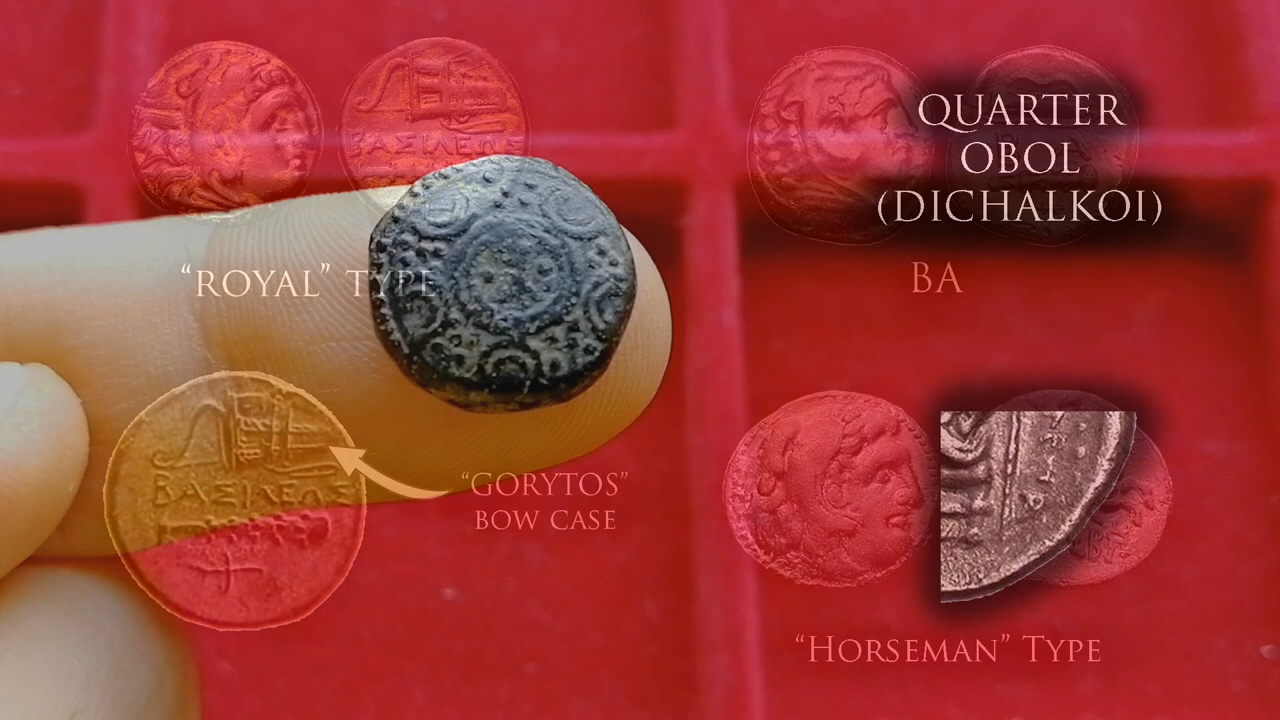 ΒΑΣΙΛΕΩΣ
QUARTER
OBOL
(DICHALKOI)
“ROYAL” TYPE
BA
ΒΑΣΙΛΕΩΣ
“GORYTOS”
BOW CASE
“HORSEMAN” TYPE